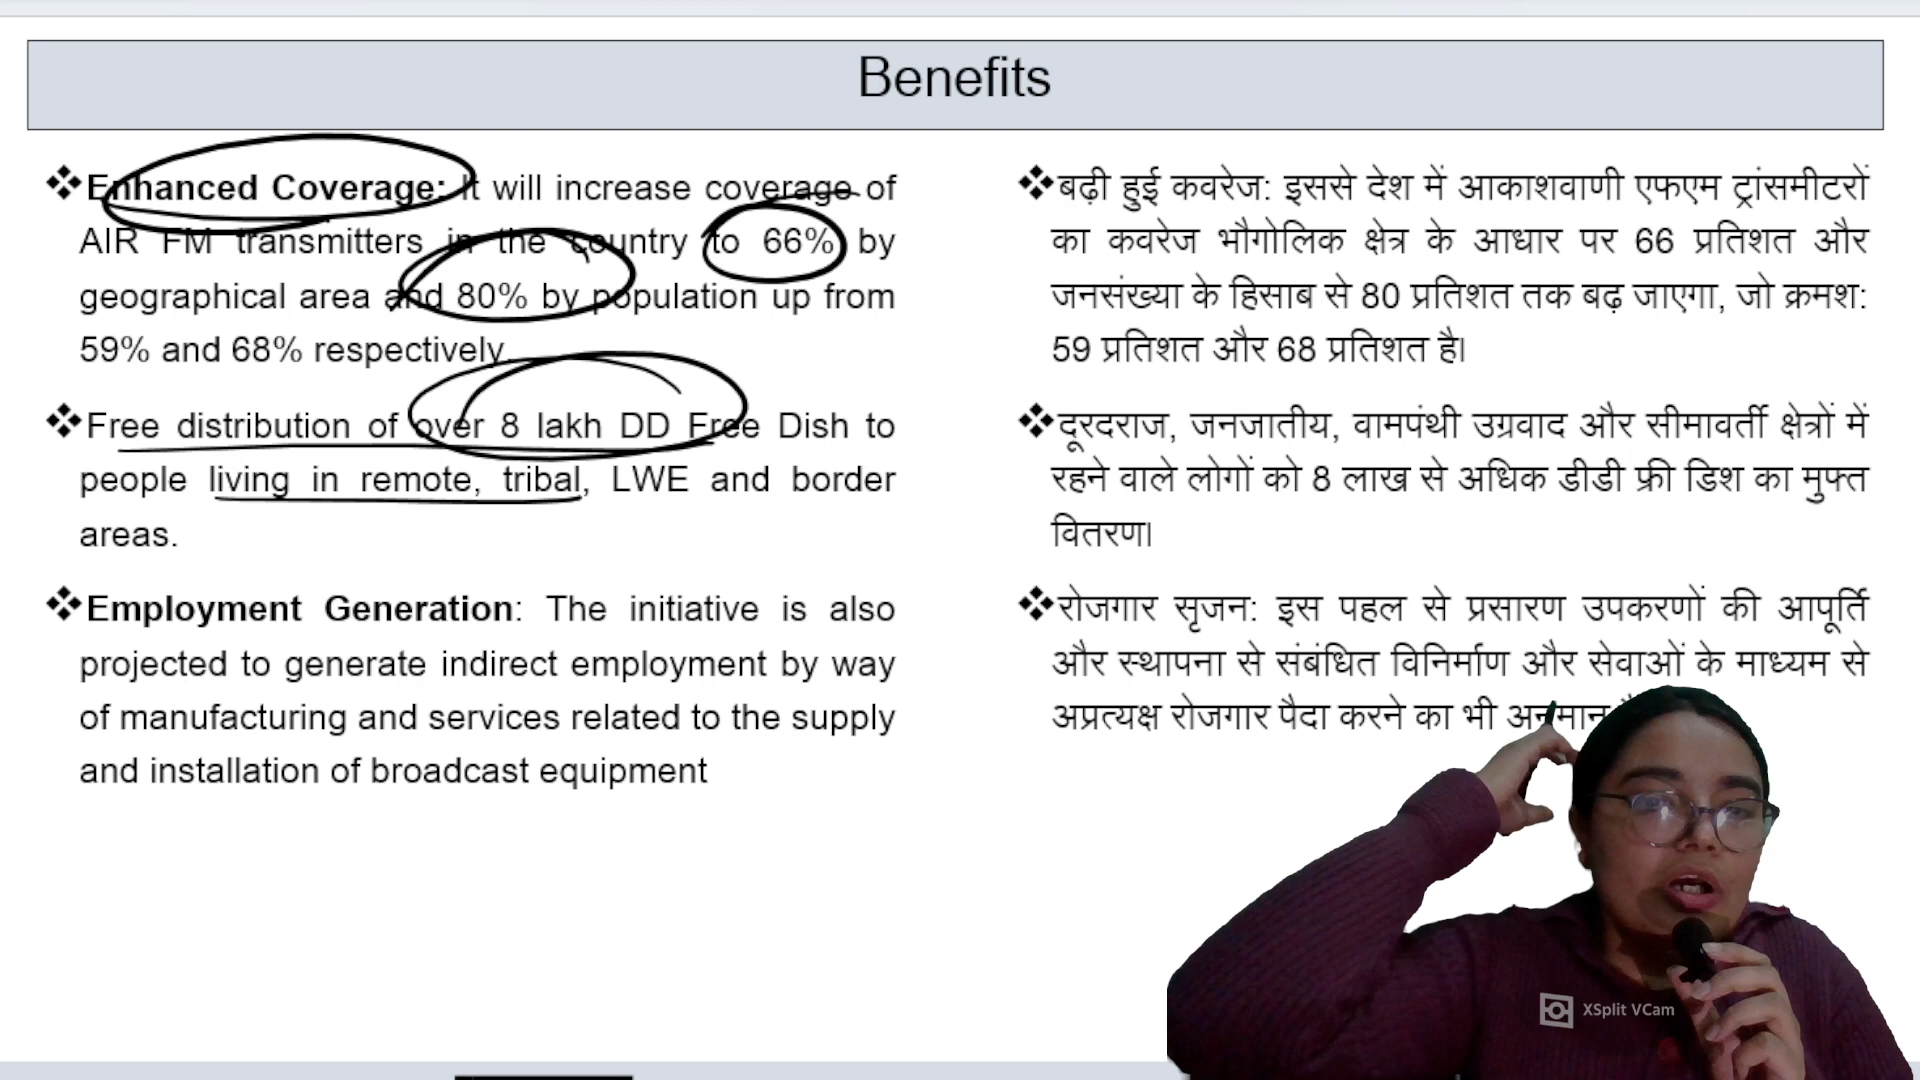 Benefits
❖Enhanced Coverage: It will increase coverage of
AIR FM transmitters in the country to 66% by
geographical area and 80% by population up from
59% and 68% respectively.
❖Free distribution of over 8 lakh DD Free Dish to
people living in remote, tribal, LWE and border
areas.
❖Employment Generation: The initiative is also
projected to generate indirect employment by way
of manufacturing and services related to the supply
and installation of broadcast equipment
❖बढ़ी हुई कवरेज: इससे देश में आकाशवाणी एफएम ट्रांसमीटरों
का कवरेज भौगोलिक क्षेत्र के आधार पर 66 प्रतिशत और
जनसंख्या के हिसाब से 80 प्रतिशत तक बढ़ जाएगा, जो क्रमश:
59 प्रतिशत और 68 प्रतिशत है।
❖दूरदराज, जनजातीय, वामपंथी उग्रवाद और सीमावर्ती क्षेत्रों में
रहने वाले लोगों को 8 लाख से अधिक डीडी फ्री डिश का मुफ्त
वितरण।
❖रोजगार सृजन: इस पहल से प्रसारण उपकरणों की आपूर्ति
और स्थापना से संबंधित विनिर्माण और सेवाओं के माध्यम से
अप्रत्यक्ष रोजगार पैदा करने का भी अनुमान
XSplit VCam